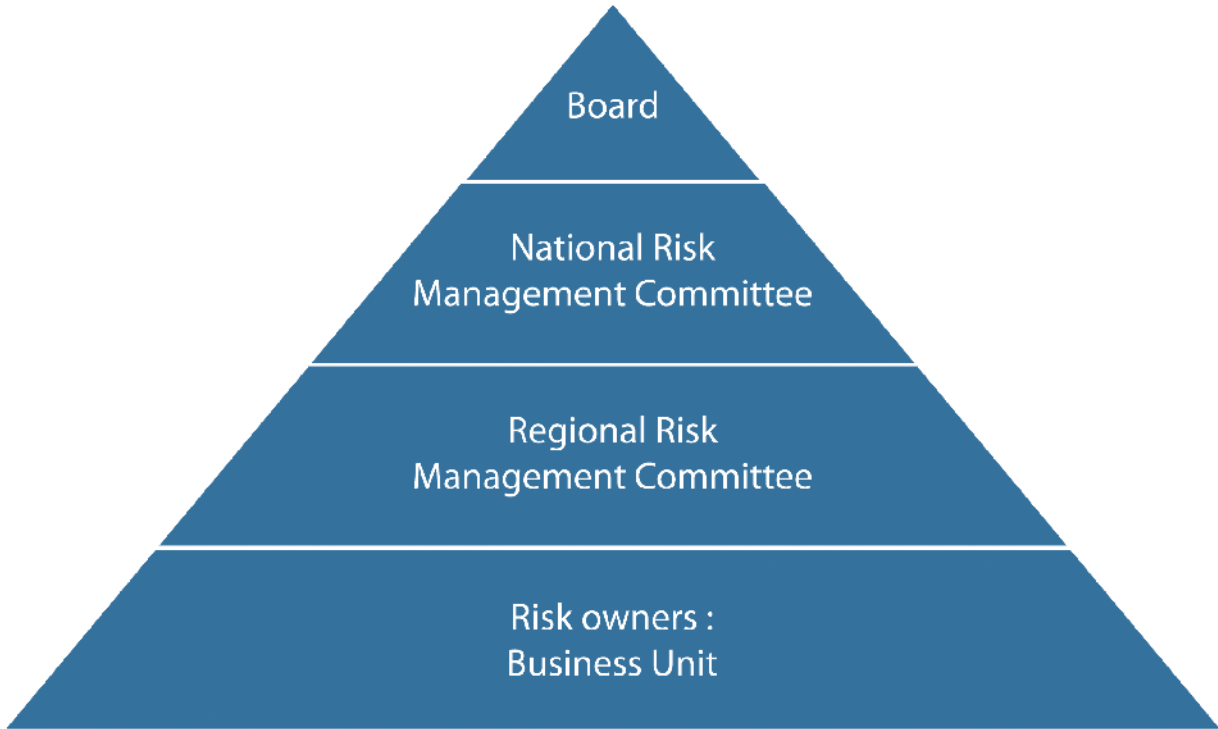 Board
National Risk
Management Committee
Regional Risk
Management Committee
Risk owners :
Business Unit